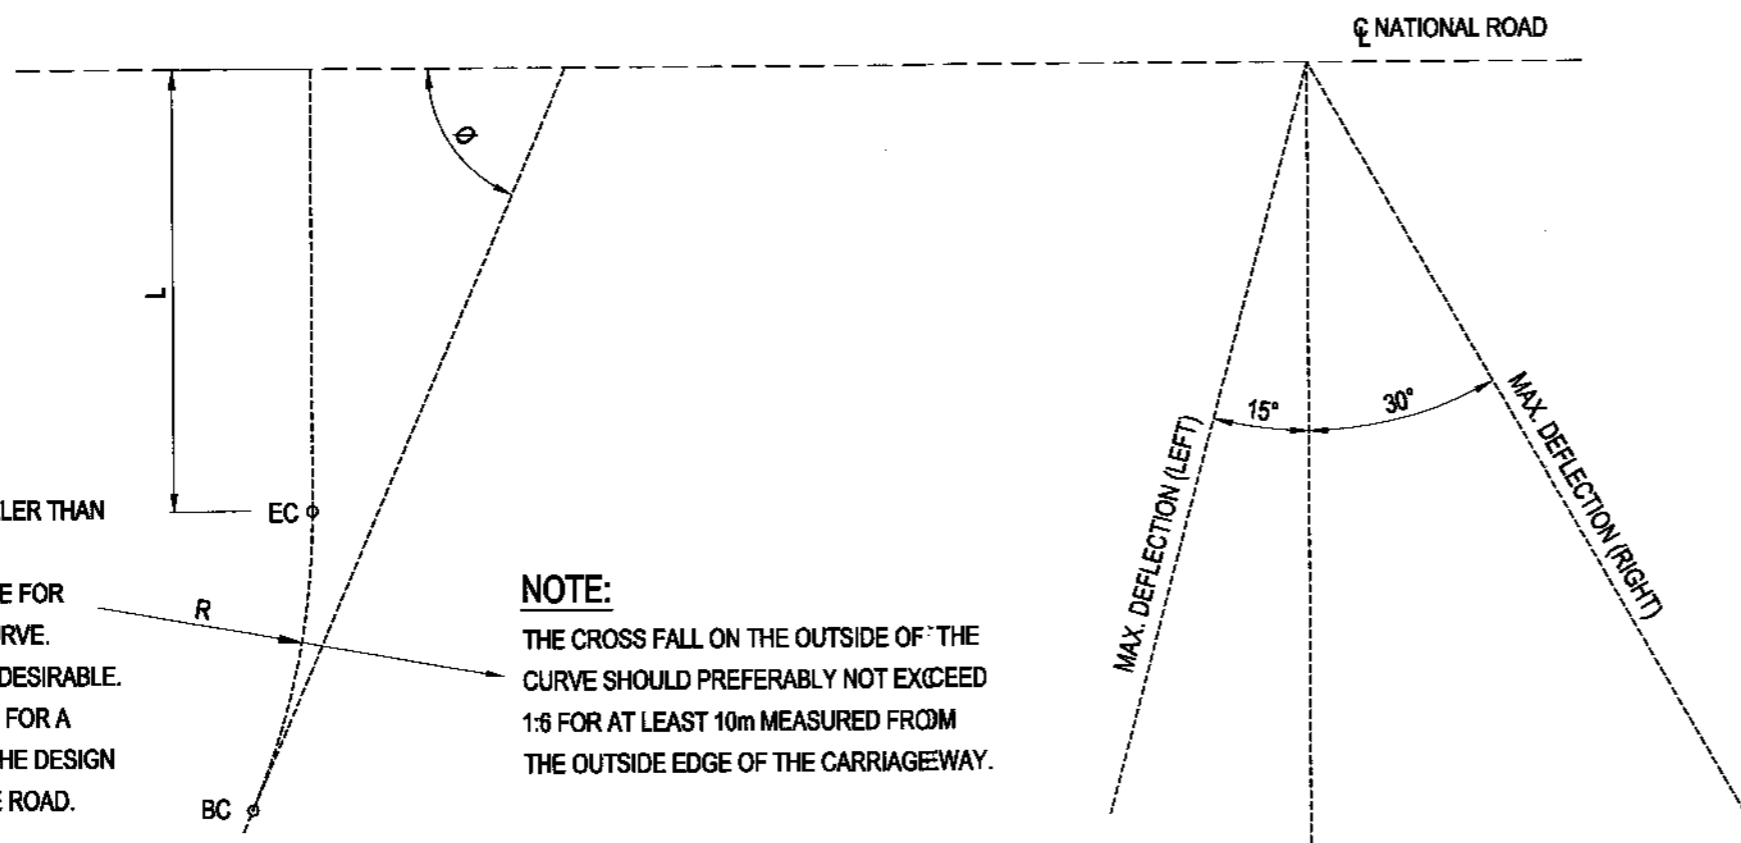 ℄ NATIONAL ROAD
Ø
L
EC
R
BC
LER THAN
E FOR
RVE.
DESIRABLE.
FOR A
HE DESIGN
E ROAD.
NOTE:
THE CROSS FALL ON THE OUTSIDE OF THE
CURVE SHOULD PREFERABLY NOT EXCEED
1:6 FOR AT LEAST 10m MEASURED FROM
THE OUTSIDE EDGE OF THE CARRIAGEWAY.
15°
30°
MAX. DEFLECTION (LEFT)
MAX. DEFLECTION (RIGHT)